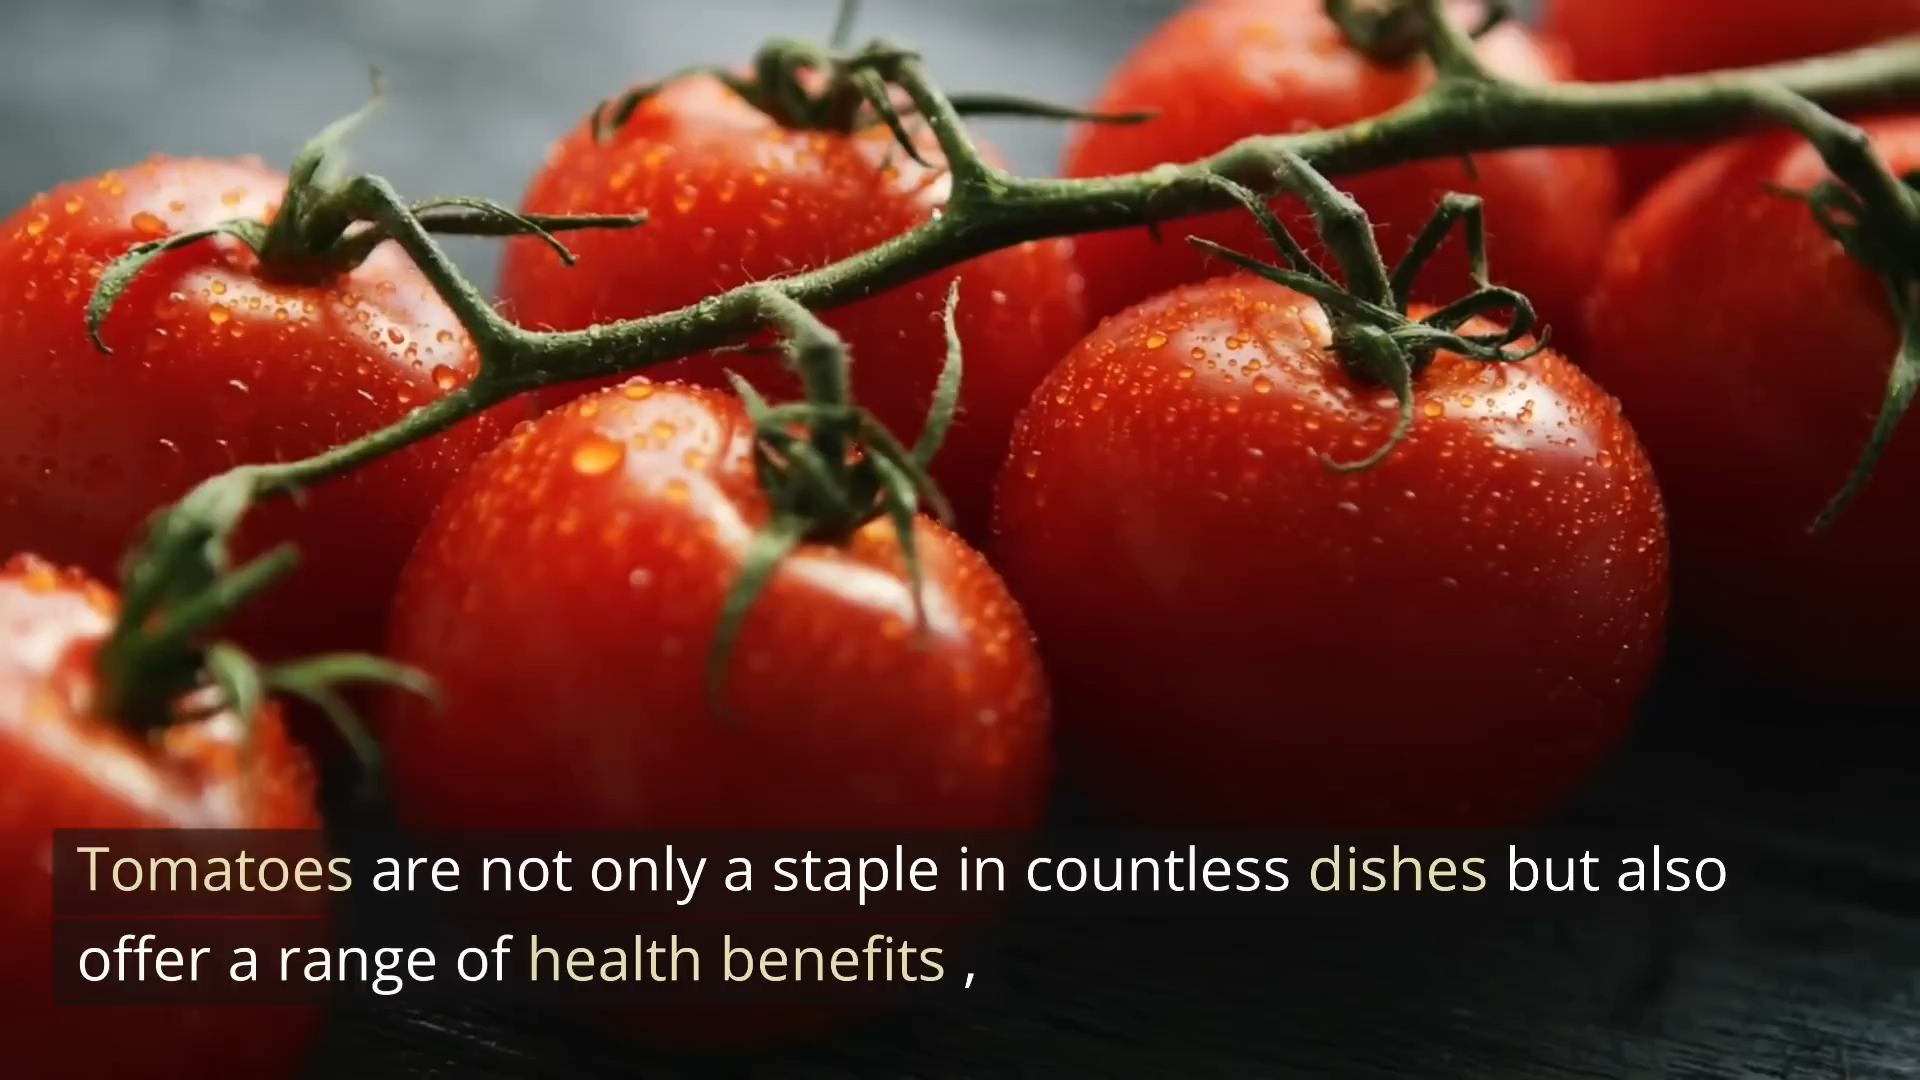 Tomatoes are not only a staple in countless dishes but also
offer a range of health benefits ,